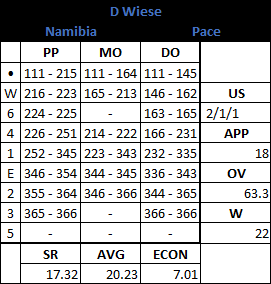 D Wiese
Namibia Pace
PP MO DO
• 111 - 215 111 - 164 111 - 145
W 216 - 223 165 - 213 146 - 162 US
6 224 - 225 - 163 - 165 2/1/1
4 226 - 251 214 - 222 166 - 231 APP
1 252 - 345 223 - 343 232 - 335 18
E 346 - 354 344 - 345 336 - 343 OV
2 355 - 364 346 - 366 344 - 365 63.3
3 365 - 366 - 366 - 366 W
5 - - - 22
SR AVG ECON
17.32 20.23 7.01